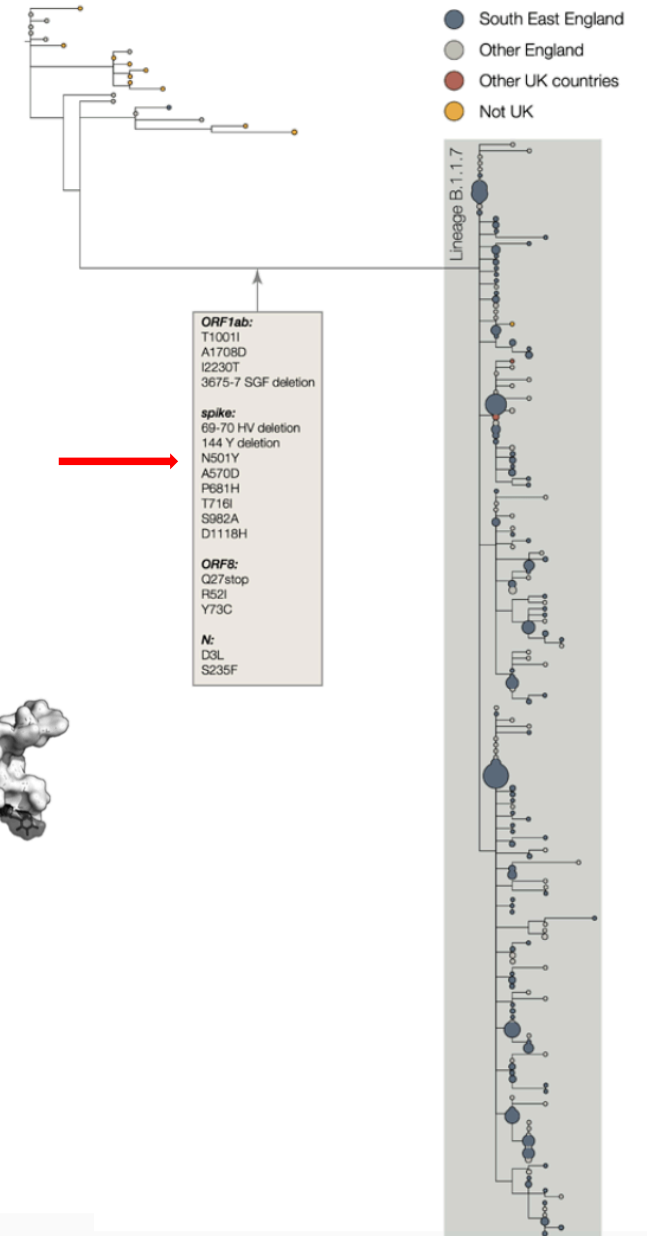 South East England
Other England
Other UK countries
Not UK
Lineage B.1.1.7
ORF1ab:
T1001I
A1708D
I2230T
3675-7 SGF deletion
spike:
69-70 HV deletion
144 Y deletion
N501Y
A570D
P681H
T716I
S982A
D1118H
ORF8:
Q27stop
R52I
Y73C
N:
D3L
S235F